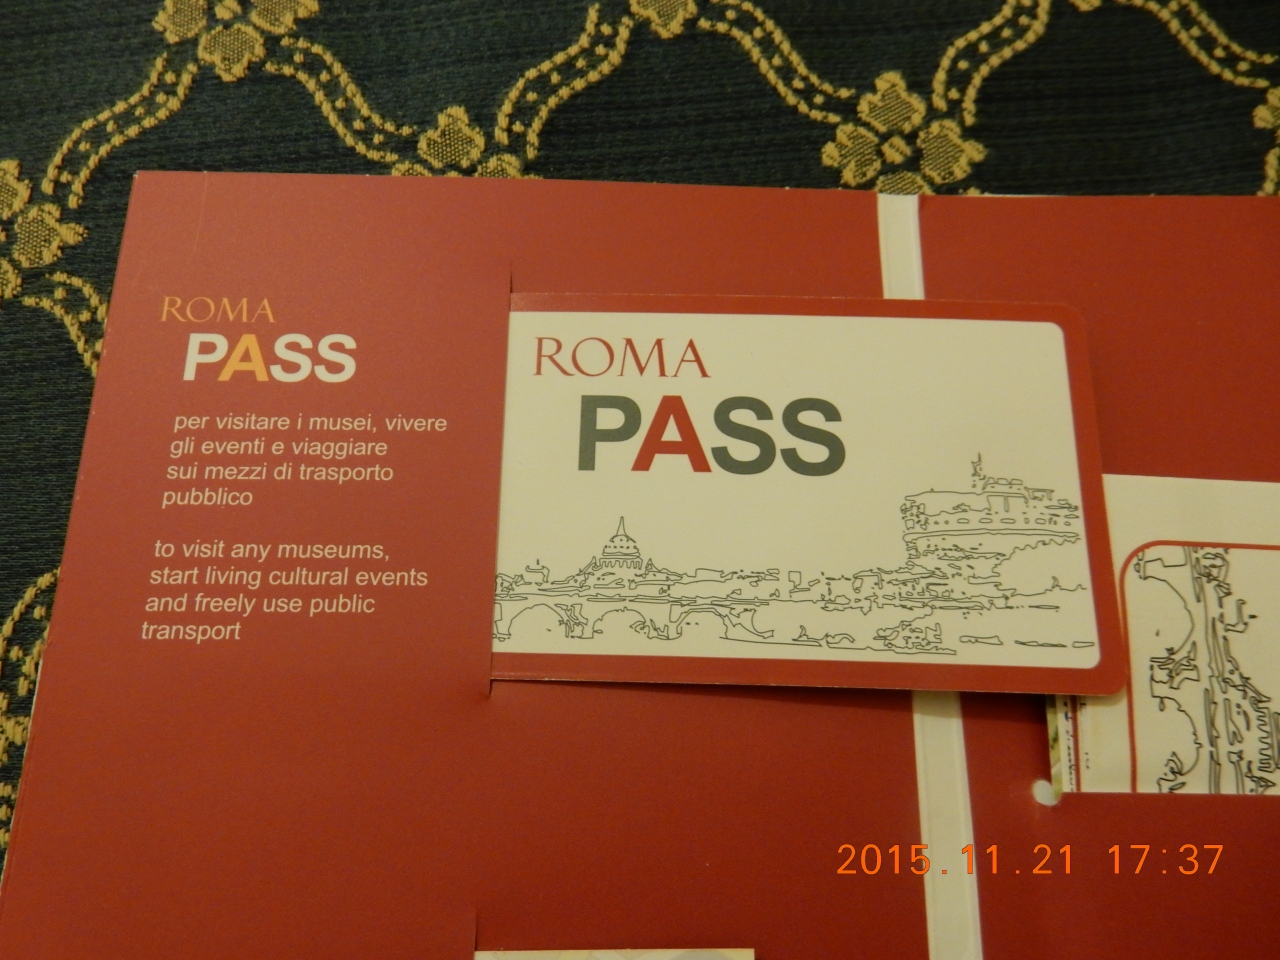 ROMA
PASS
per visitare i musei, vivere
gli eventi e viaggiare
sui mezzi di trasporto
pubblico
to visit any museums,
start living cultural events
and freely use public
transport
ROMA
PASS
2015.11.21 17:37